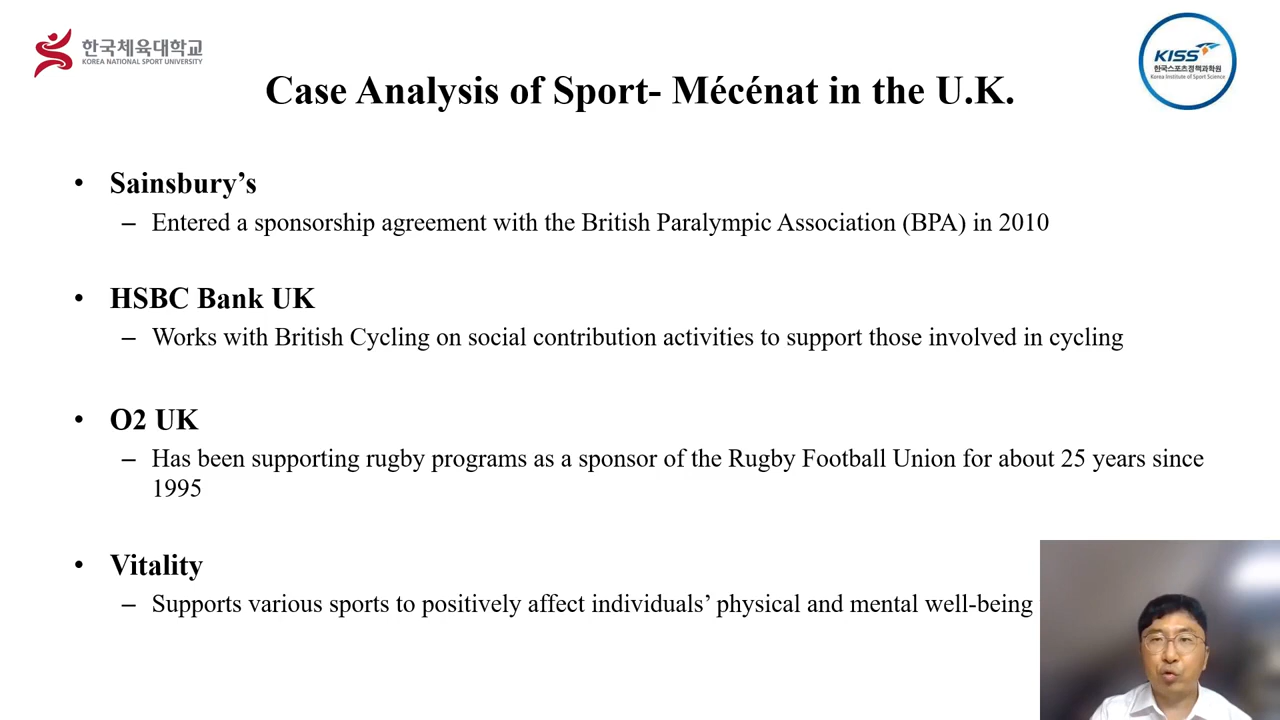 한국체육대학교
KOREA NATIONAL SPORT UNIVERSITY
KISS
한국스포츠정책과학원
Korea Institute of Sport Science
Case Analysis of Sport- Mécénat in the U.K.
• Sainsbury’s
– Entered a sponsorship agreement with the British Paralympic Association (BPA) in 2010
• HSBC Bank UK
– Works with British Cycling on social contribution activities to support those involved in cycling
• O2 UK
– Has been supporting rugby programs as a sponsor of the Rugby Football Union for about 25 years since
1995
• Vitality
– Supports various sports to positively affect individuals’ physical and mental well-being